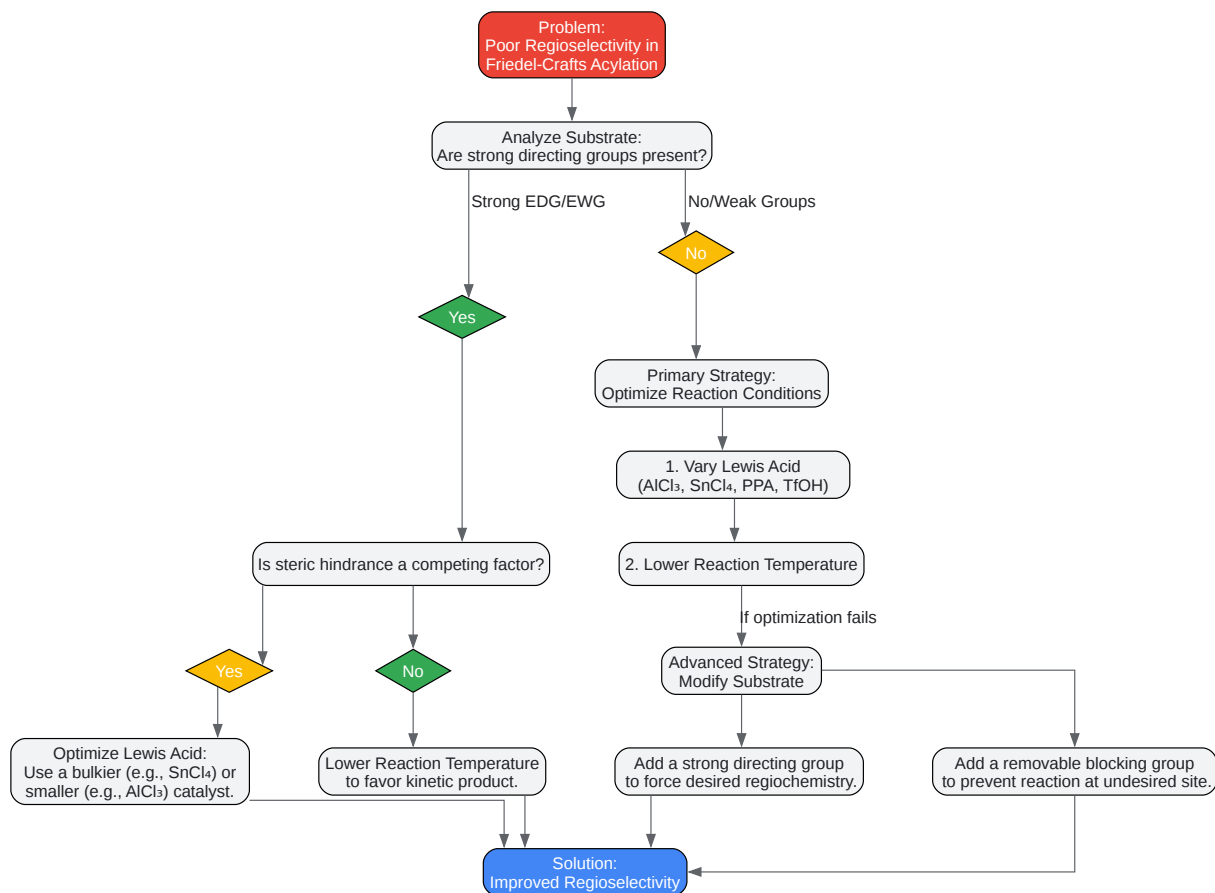 Problem:
Poor Regioselectivity in
Friedel-Crafts Acylation
Analyze Substrate:
Are strong directing groups present?
Strong EDG/EWG
No/Weak Groups
No
Yes
Primary Strategy:
Optimize Reaction Conditions
1. Vary Lewis Acid
(AlCl₃, SnCl₄, PPA, TfOH)
Is steric hindrance a competing factor?
2. Lower Reaction Temperature
If optimization fails
Yes
No
Advanced Strategy:
Modify Substrate
Optimize Lewis Acid:
Use a bulkier (e.g., SnCl₄) or
smaller (e.g., AlCl₃) catalyst.
Lower Reaction Temperature
to favor kinetic product.
Add a strong directing group
to force desired regiochemistry.
Add a removable blocking group
to prevent reaction at undesired site.
Solution:
Improved Regioselectivity